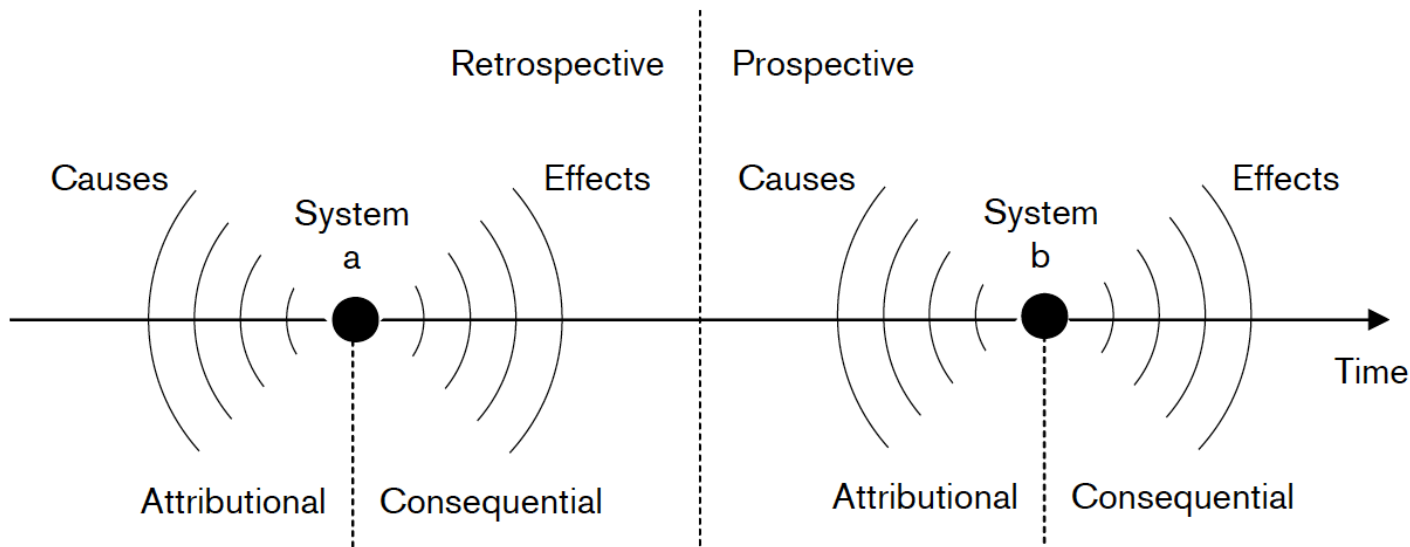 Retrospective
Prospective
Causes
System
a
Effects
Causes
System
b
Effects
Time
Attributional
Consequential
Attributional
Consequential